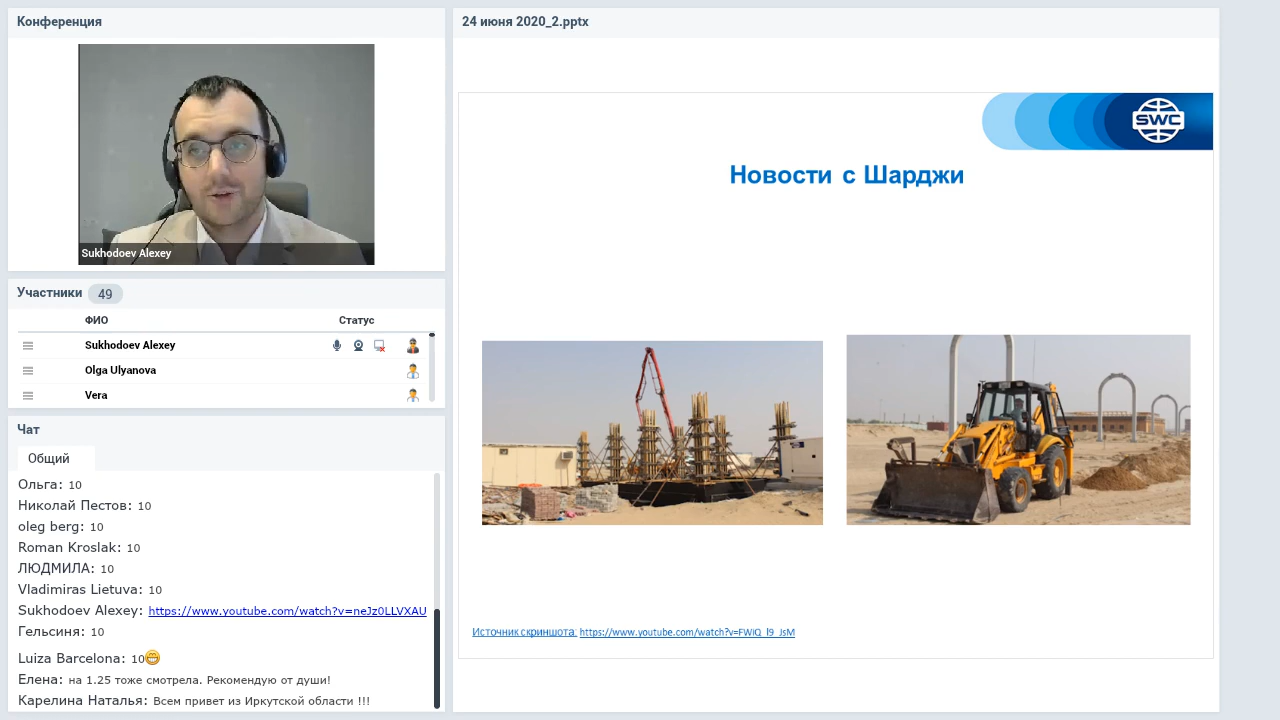 Конференция
Sukhodoev Alexey
Участники 49
ФИО Статус
Sukhodoev Alexey
Olga Ulyanova
Vera
Чат
Общий
Ольга: 10
Николай Пестов: 10
oleg berg: 10
Roman Kroslak: 10
ЛЮДМИЛА: 10
Vladimiras Lietuva: 10
Sukhodoev Alexey: https://www.youtube.com/watch?v=neJz0LLVXAU
Гельсиня: 10
Luiza Barcelona: 10😁
Елена: на 1.25 тоже смотрела. Рекомендую от души!
Карелина Наталья: Всем привет из Иркутской области !!!
24 июня 2020_2.pptx
SWC
Новости с Шарджи
Источник скриншота: https://www.youtube.com/watch?v=FWiQ_l9_JsM